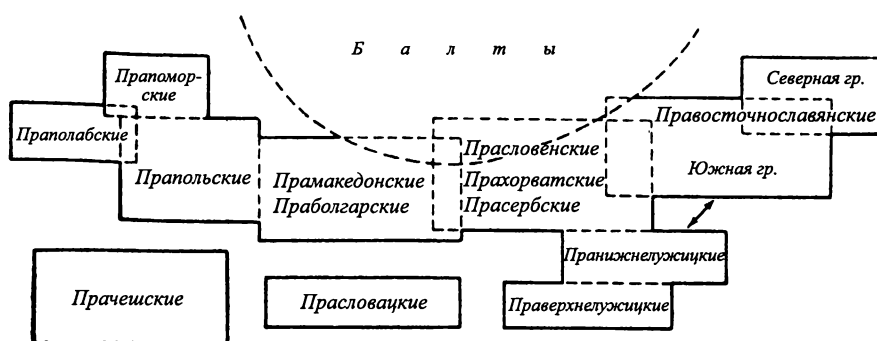 Б а л т ы
Прапомор-
ские
Северная гр.
Праполабские
Правосточнославянские
Прасловенские
Прапольские
Прамакедонские
Прахорватские
Южная гр.
Праболгарские
Прасербские
Пранижнелужицкие
Прачешские
Прасловацкие
Праверхнелужицкие